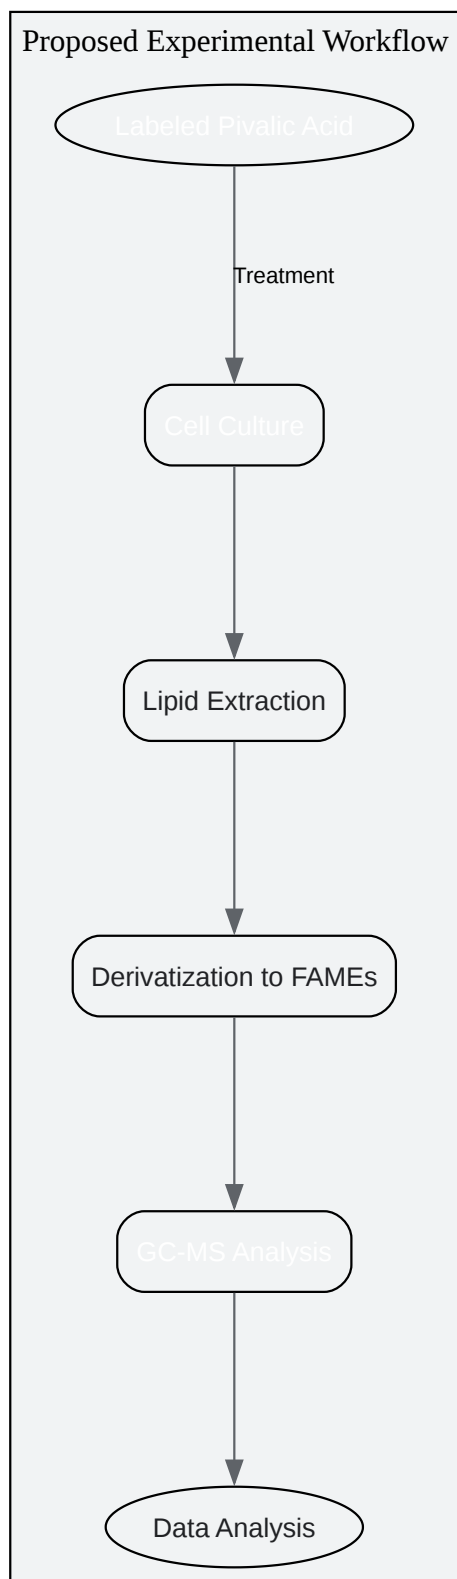 Proposed Experimental Workflow
Labeled Pivalic Acid
Treatment
Cell Culture
Lipid Extraction
Derivatization to FAMEs
GC-MS Analysis
Data Analysis